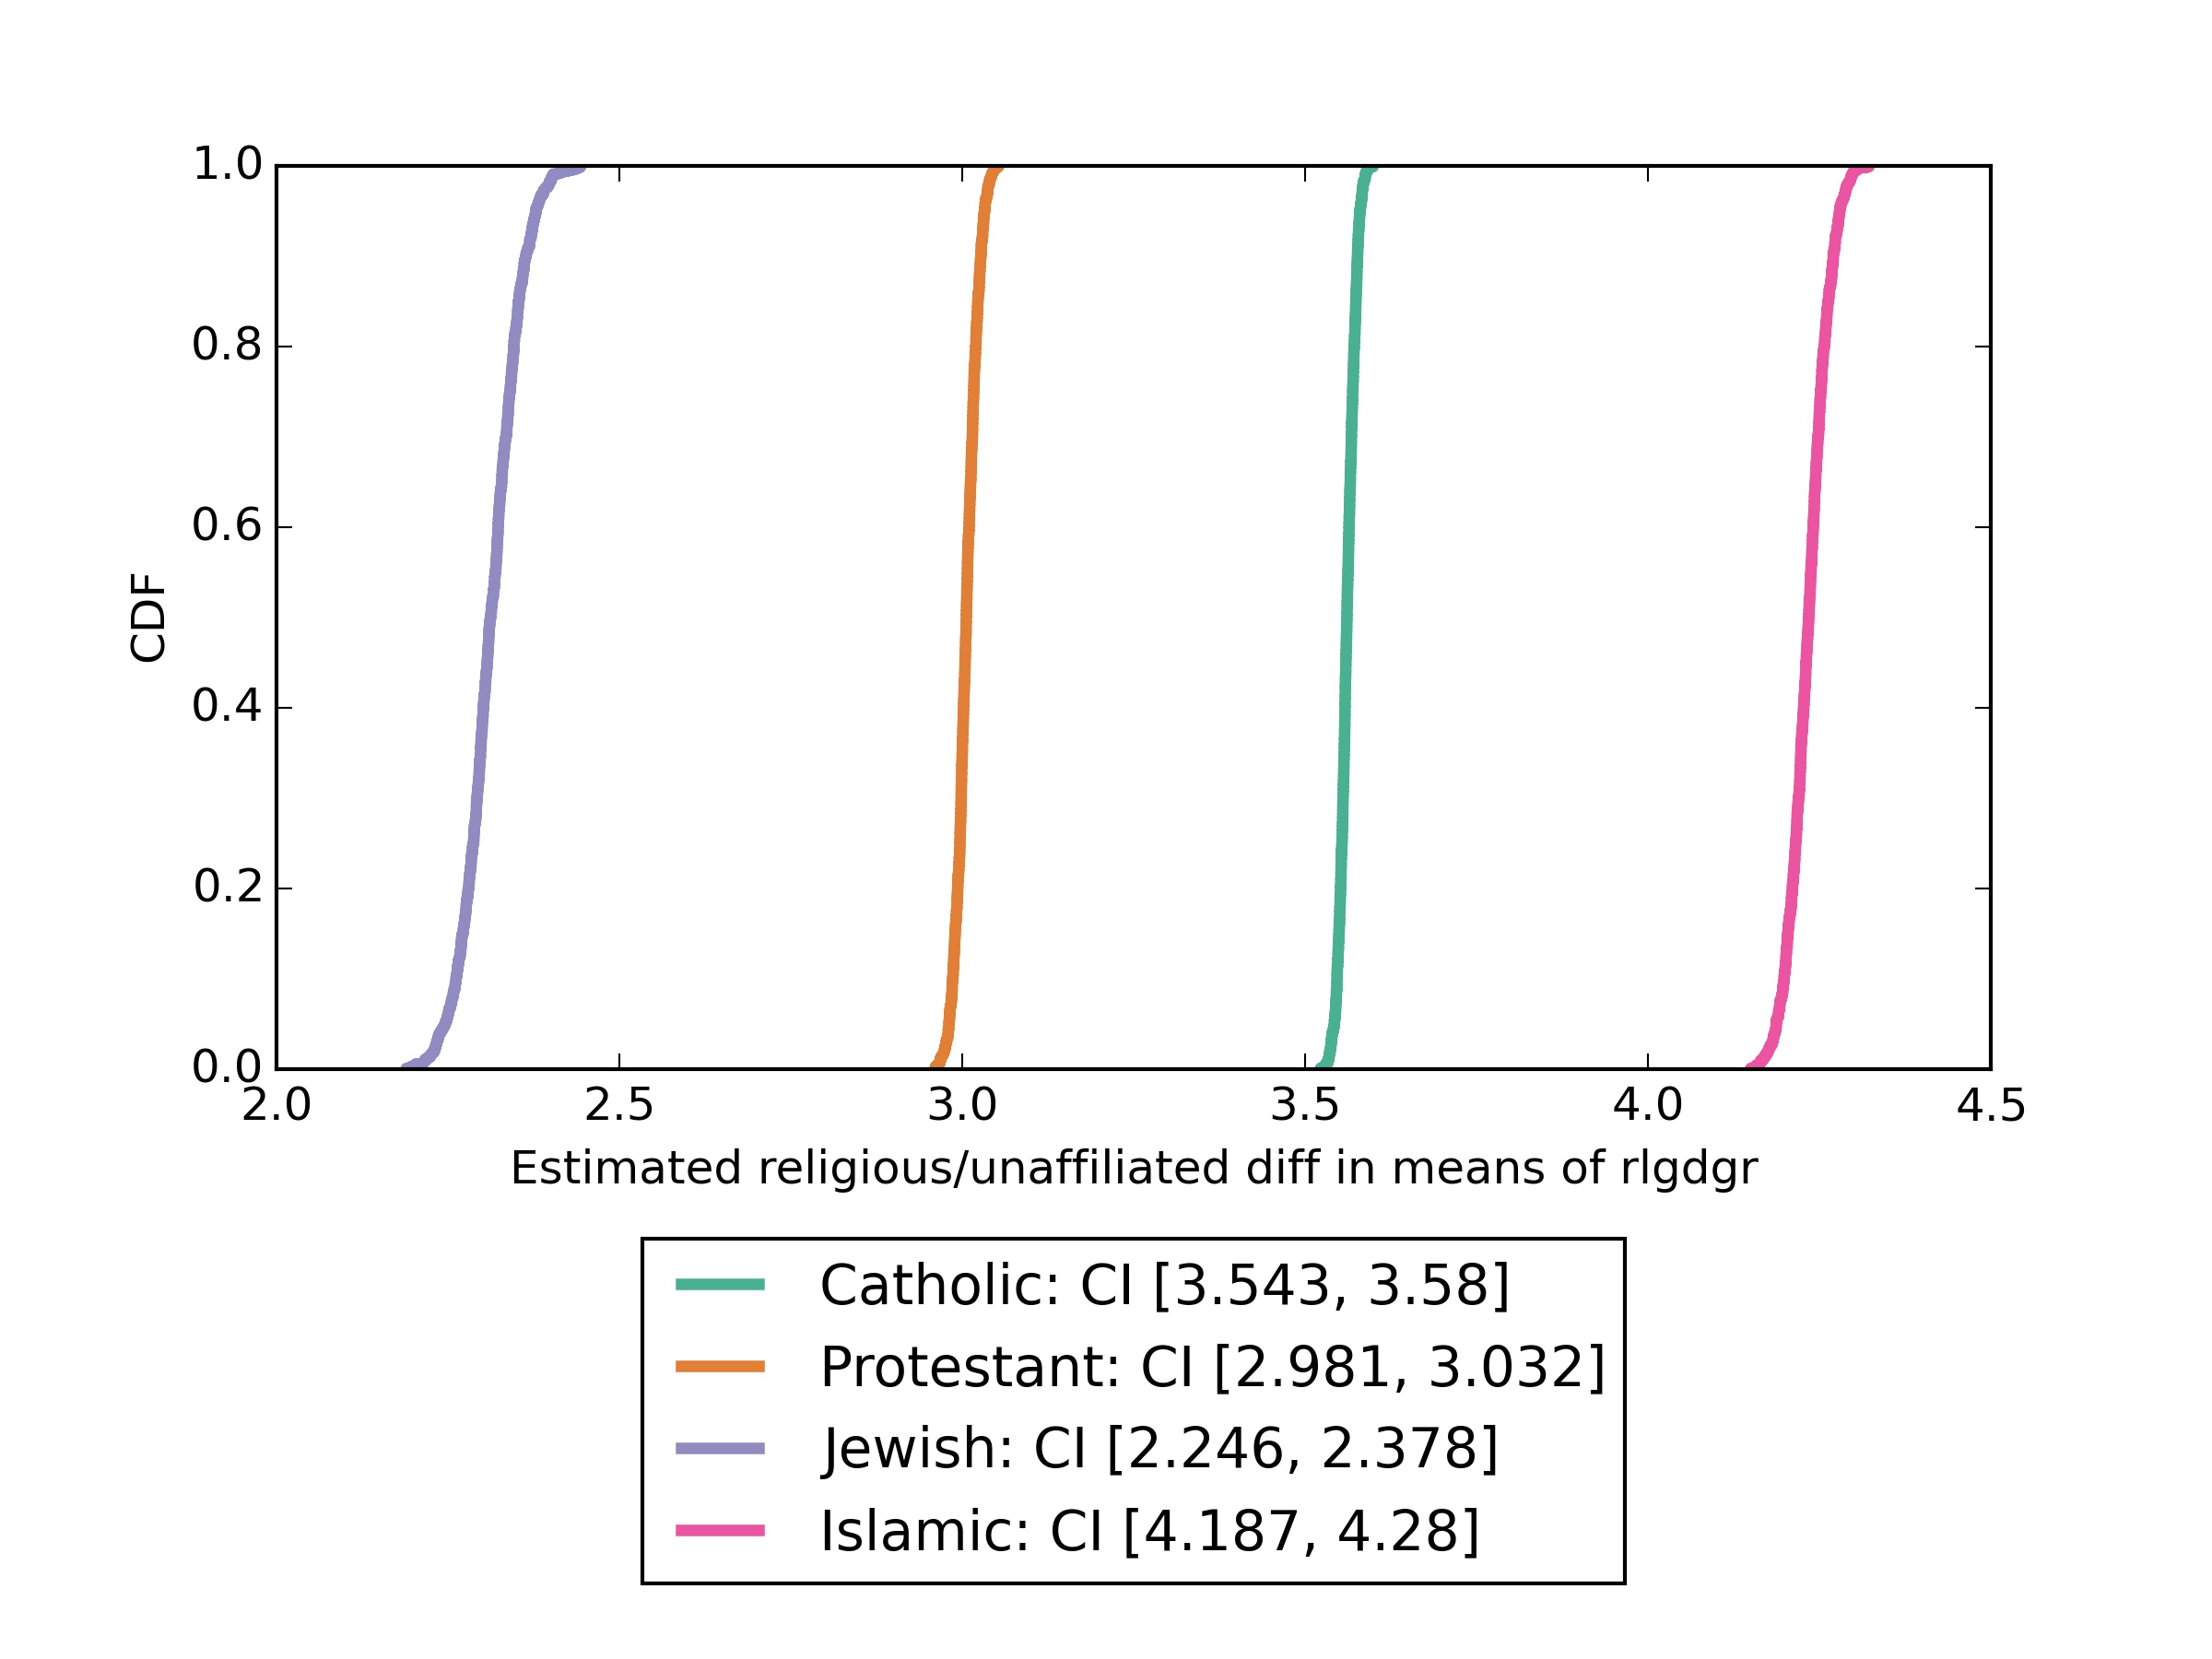 1.0
0.8
0.6
0.4
0.2
0.0
CDF
2.0 2.5 3.0 3.5 4.0 4.5
Estimated religious/unaffiliated diff in means of rlgdgr
Catholic: CI [3.543, 3.58]
Protestant: CI [2.981, 3.032]
Jewish: CI [2.246, 2.378]
Islamic: CI [4.187, 4.28]